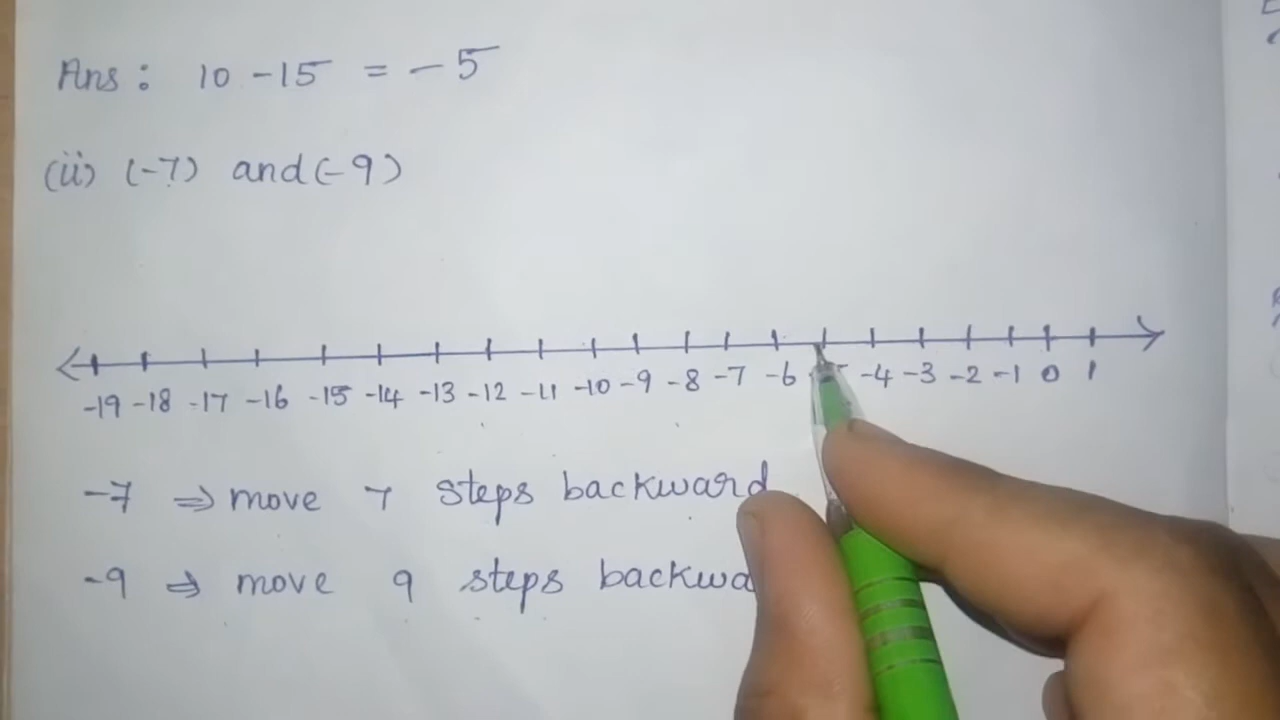 Ans : 10 - 15 = - 5
(ii) (-7) and (-9)
-19 -18 -17 -16 -15 -14 -13 -12 -11 -10 -9 -8 -7 -6 -4 -3 -2 -1 0 1
-7 ⇒ move 7 steps backward
-9 ⇒ move 9 steps